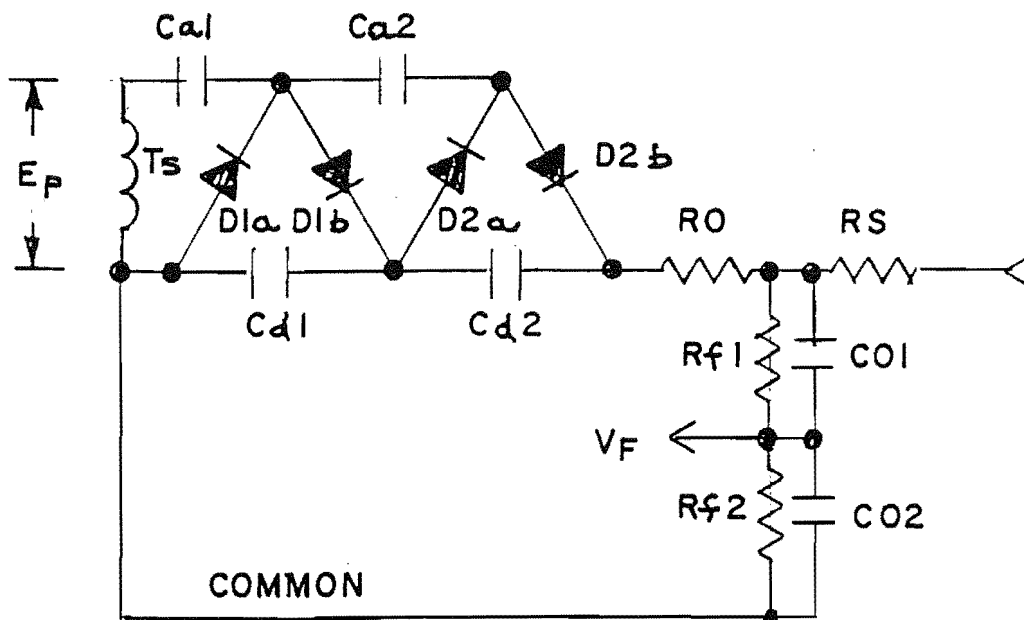 Ca1 Ca2
Ep Ts
D1a D1b D2a D2b
RO RS
Cd1 Cd2
Rf1 CO1
VF
Rf2 CO2
COMMON